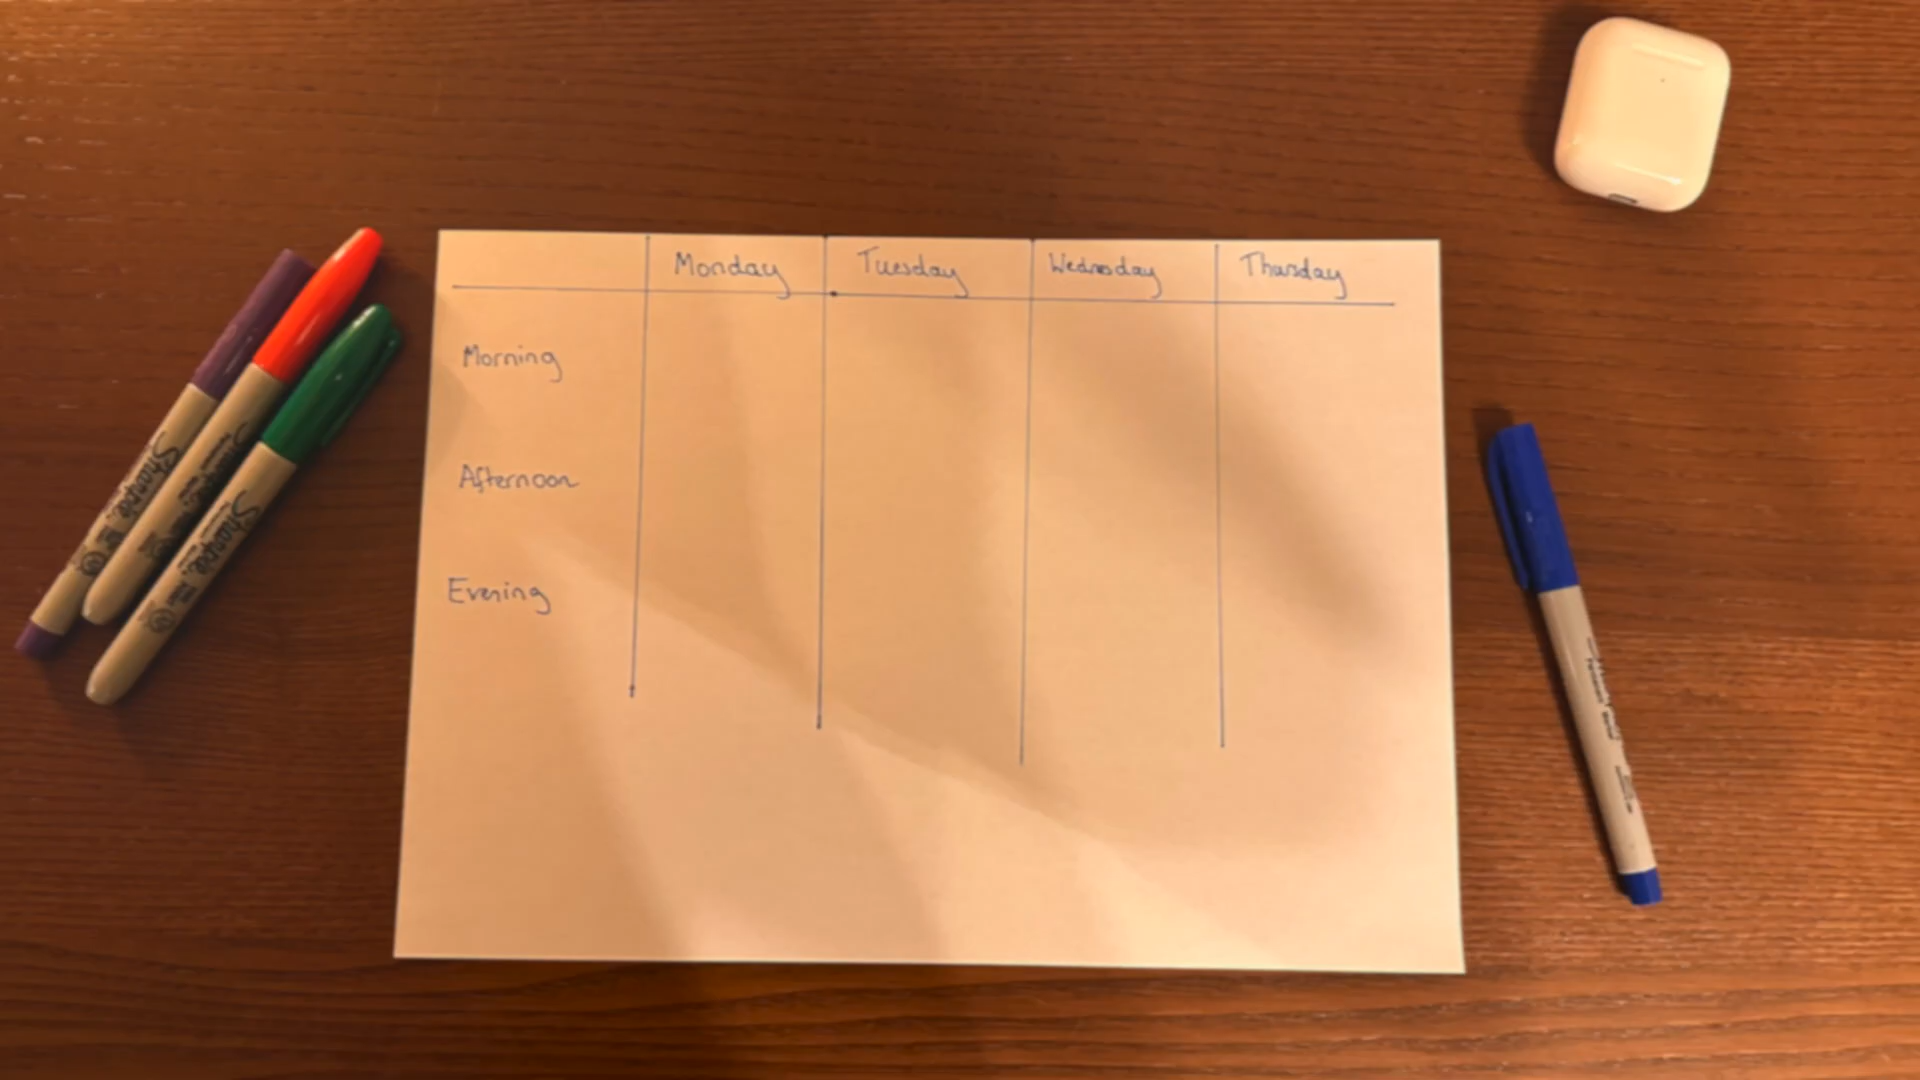 Monday Tuesday Wednesday Thursday
Morning
Afternoon
Evening
Sharpie
Sharpie